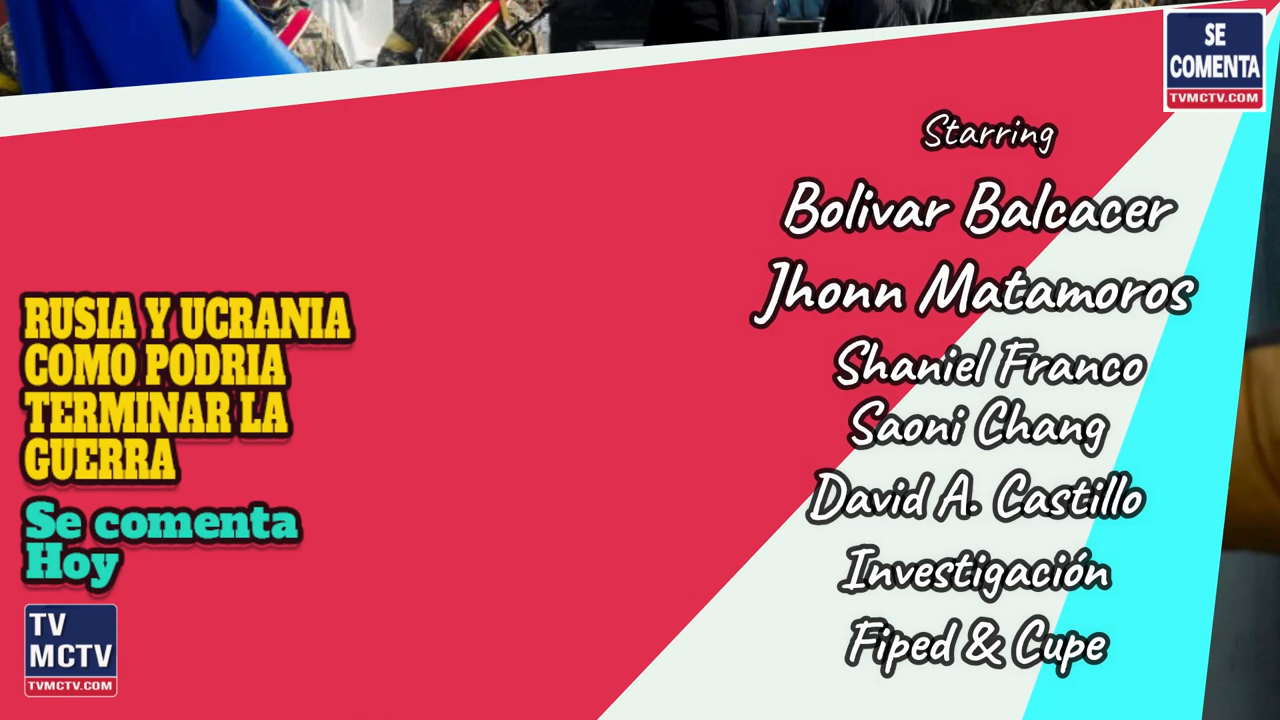 SE
COMENTA
TVMCTV.COM
Starring
Bolivar Balcacer
Jhonn Matamoros
Shaniel Franco
Saoni Chang
David A. Castillo
Investigación
Fiped & Cupe
RUSIA Y UCRANIA
COMO PODRIA
TERMINAR LA
GUERRA
Se comenta
Hoy
TV
MCTV
TVMCTV.COM